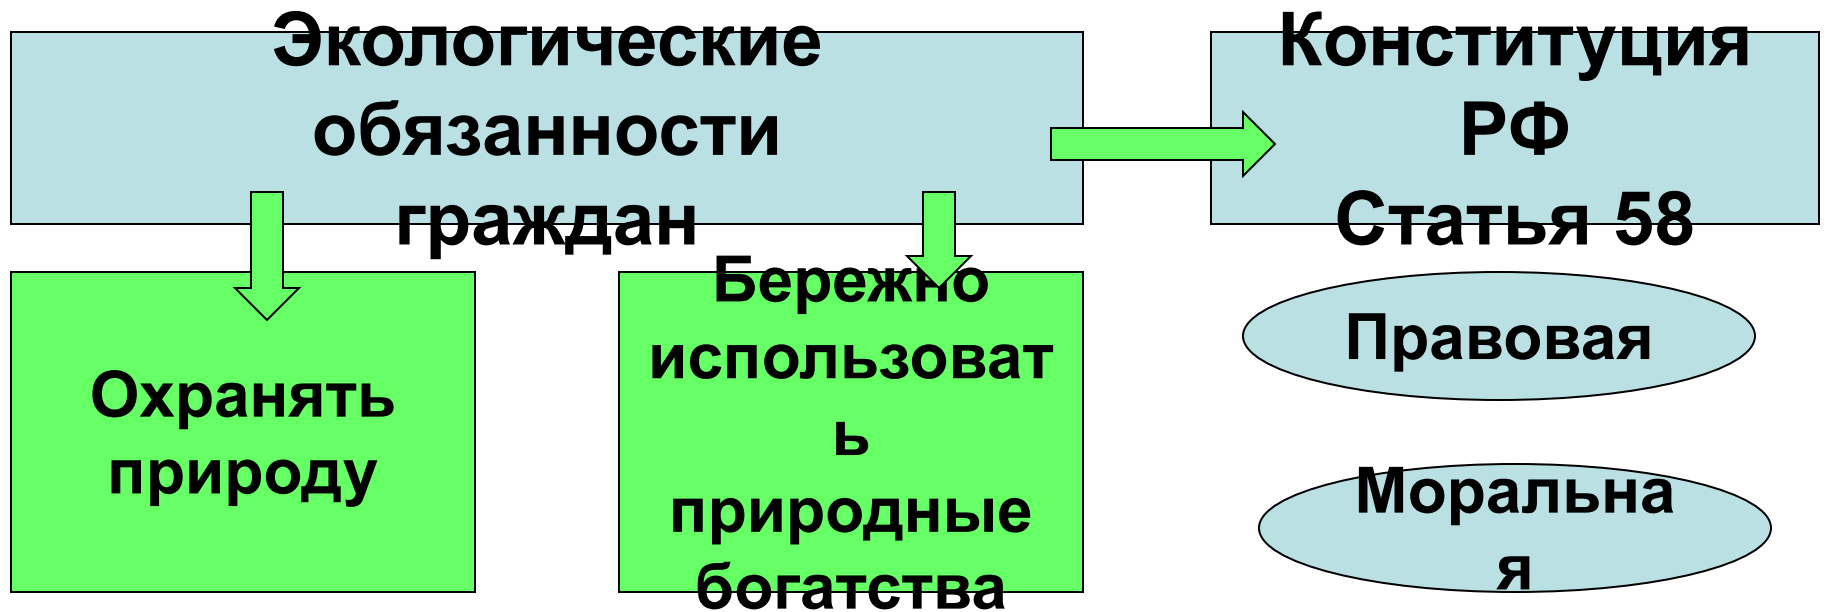 Экологические
обязанности
граждан
Конституция
РФ
Статья 58
Охранять
природу
Бережно
использоват
ь
природные
богатства
Правовая
Моральна
я